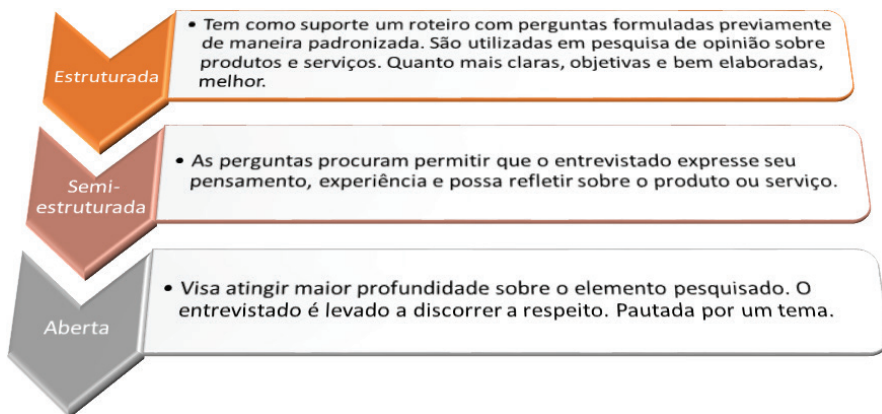 Estruturada
• Tem como suporte um roteiro com perguntas formuladas previamente
de maneira padronizada. São utilizadas em pesquisa de opinião sobre
produtos e serviços. Quanto mais claras, objetivas e bem elaboradas,
melhor.
Semi-
estruturada
• As perguntas procuram permitir que o entrevistado expresse seu
pensamento, experiência e possa refletir sobre o produto ou serviço.
Aberta
• Visa atingir maior profundidade sobre o elemento pesquisado. O
entrevistado é levado a discorrer a respeito. Pautada por um tema.